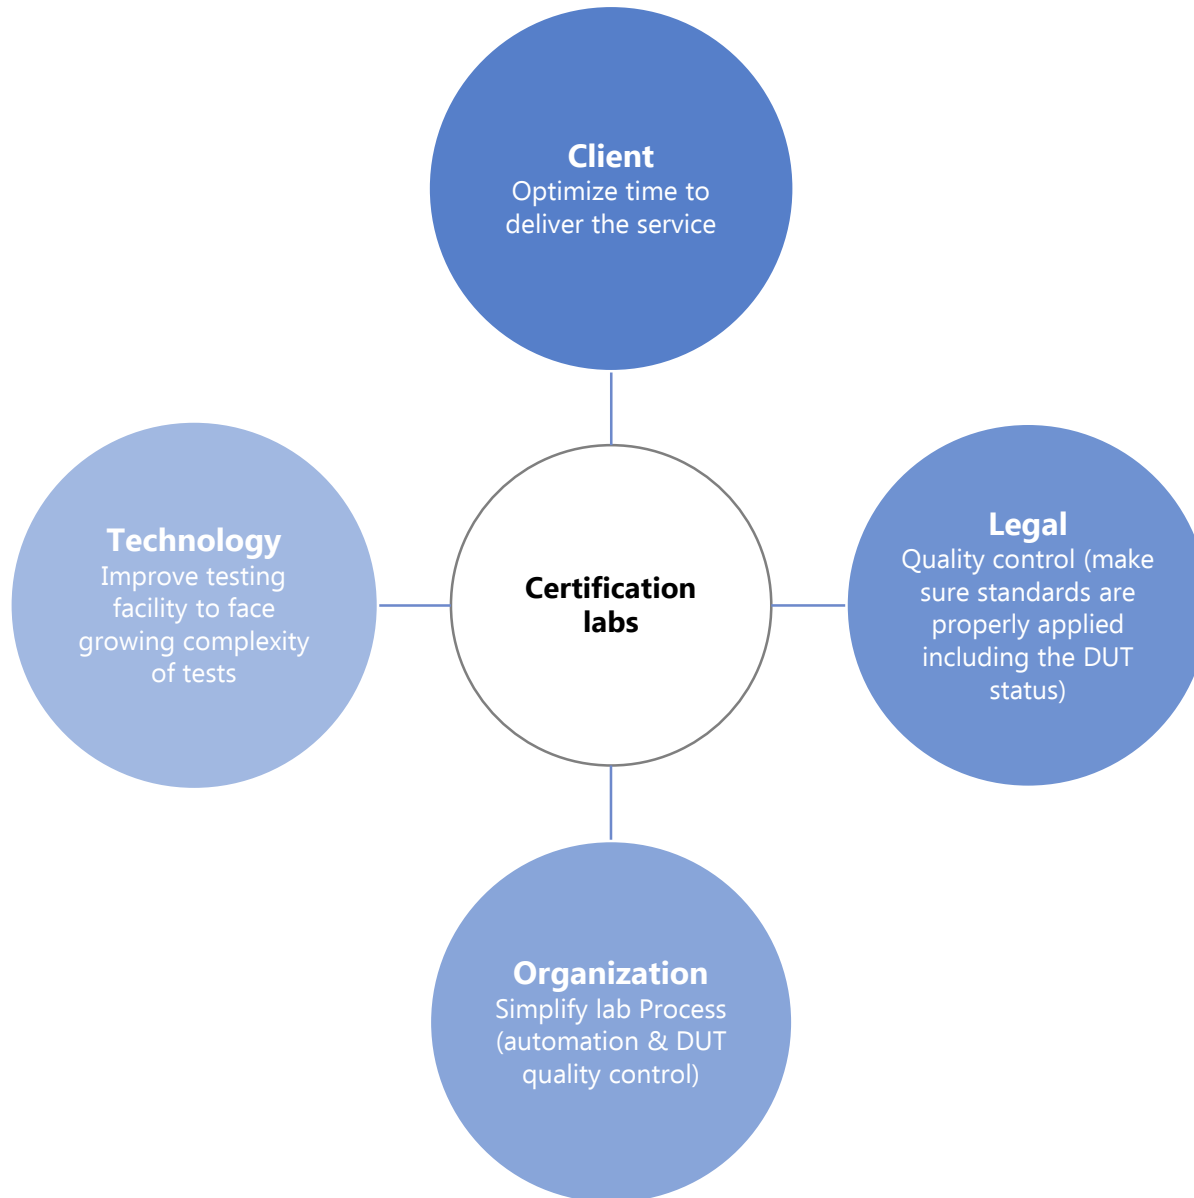 Client
Optimize time to
deliver the service
Technology
Improve testing
facility to face
growing complexity
of tests
Certification
labs
Legal
Quality control (make
sure standards are
properly applied
including the DUT
status)
Organization
Simplify lab Process
(automation & DUT
quality control)